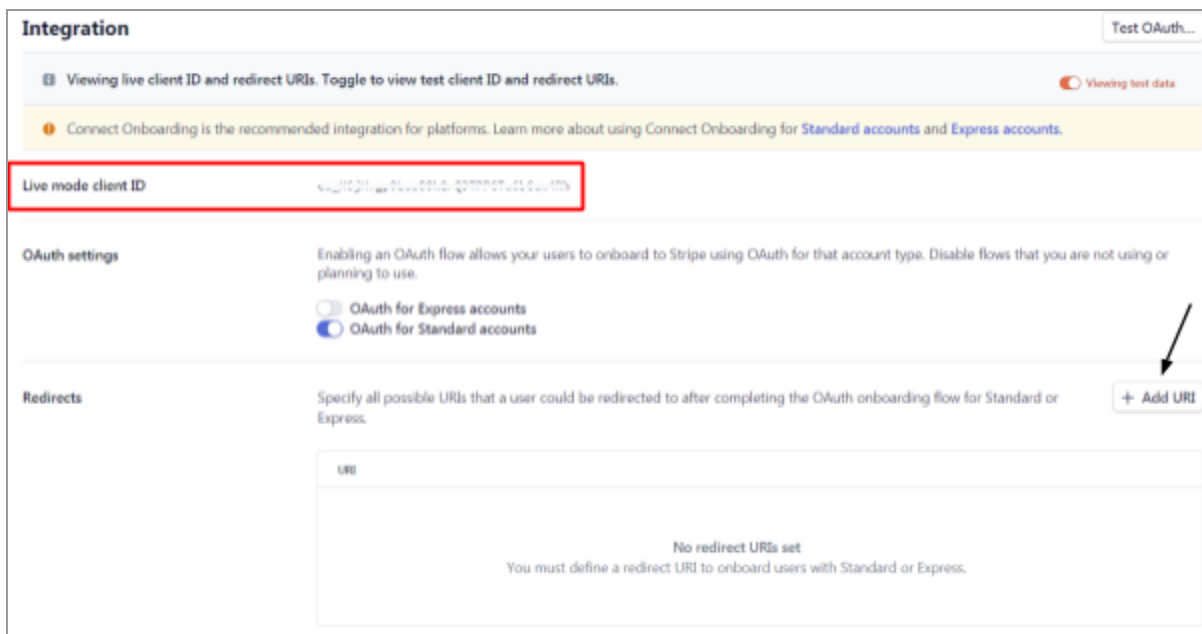 Integration
Test OAuth...
Viewing live client ID and redirect URIs. Toggle to view test client ID and redirect URIs.
Viewing test data
Connect Onboarding is the recommended integration for platforms. Learn more about using Connect Onboarding for Standard accounts and Express accounts.
Live mode client ID
OAuth settings
Enabling an OAuth flow allows your users to onboard to Stripe using OAuth for that account type. Disable flows that you are not using or
planning to use.
OAuth for Express accounts
OAuth for Standard accounts
Redirects
Specify all possible URIs that a user could be redirected to after completing the OAuth onboarding flow for Standard or
Express.
+ Add URI
URI
No redirect URIs set
You must define a redirect URI to onboard users with Standard or Express.